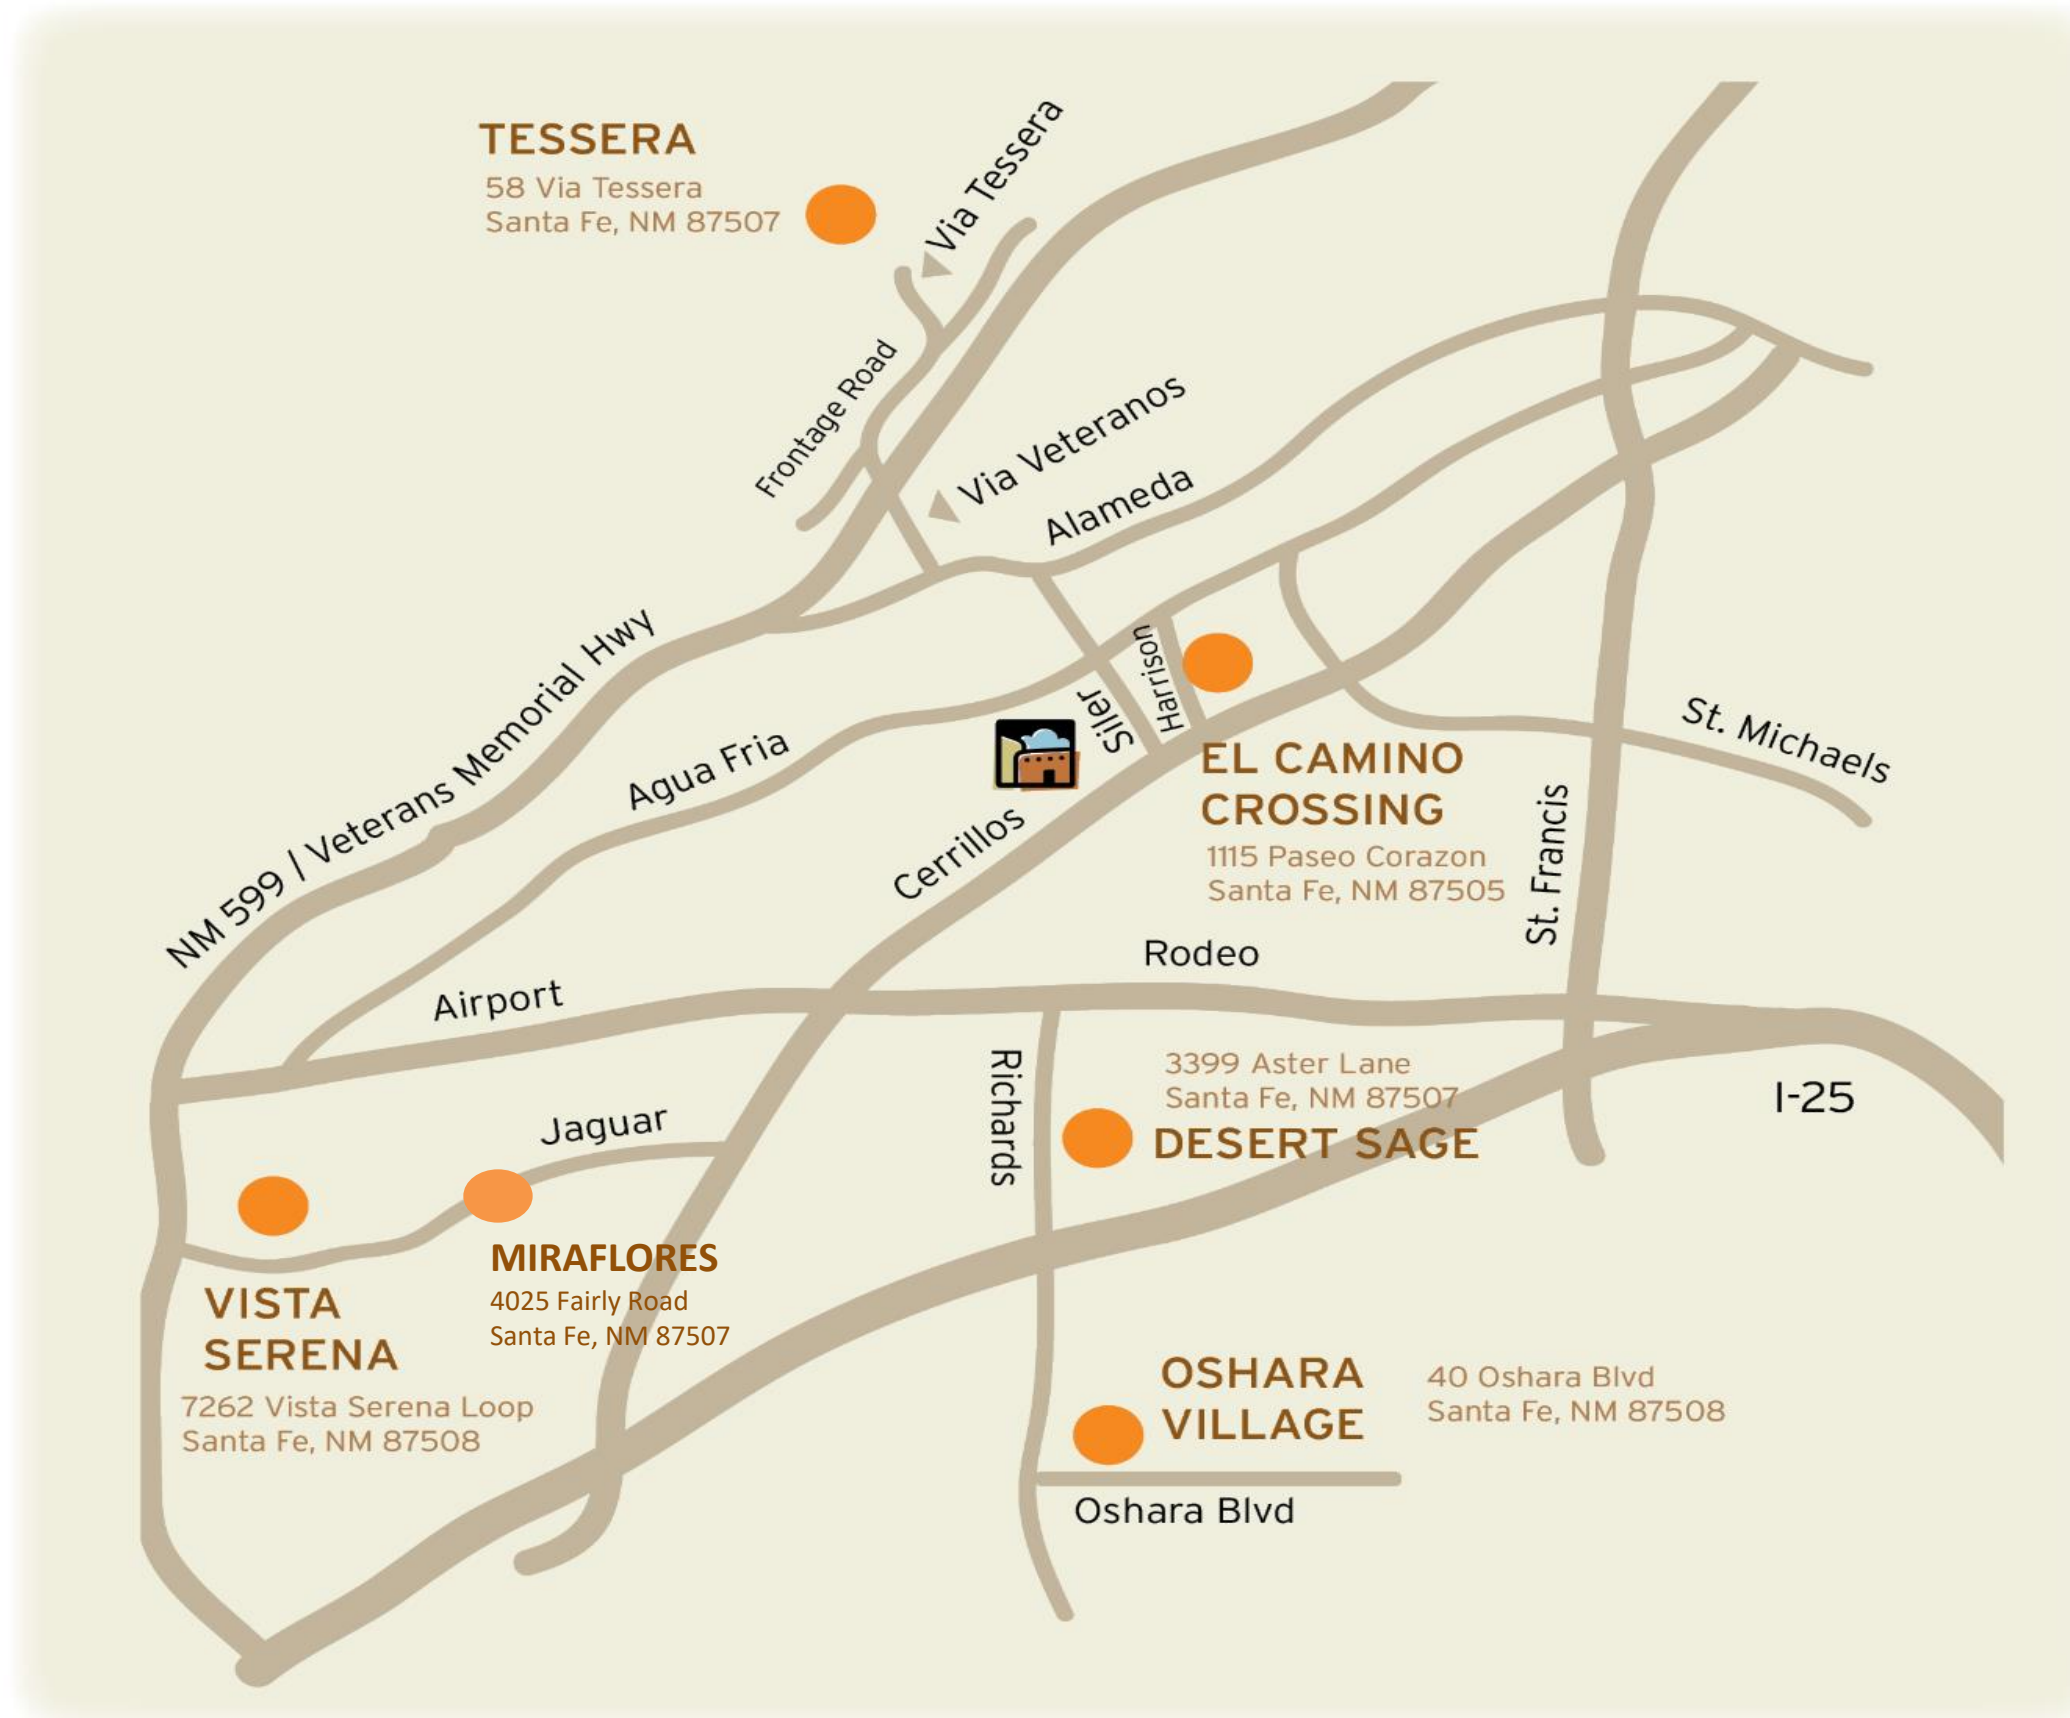 TESSERA
58 Via Tessera
Santa Fe, NM 87507
Via Tessera
Frontage Road
Via Veteranos
Alameda
NM 599 / Veterans Memorial Hwy
Agua Fria
Siler
Harrison
Cerrillos
EL CAMINO
CROSSING
1115 Paseo Corazon
Santa Fe, NM 87505
St. Michaels
St. Francis
Rodeo
Airport
Richards
3399 Aster Lane
Santa Fe, NM 87507
DESERT SAGE
I-25
Jaguar
MIRAFLORES
4025 Fairly Road
Santa Fe, NM 87507
VISTA
SERENA
7262 Vista Serena Loop
Santa Fe, NM 87508
OSHARA
VILLAGE
40 Oshara Blvd
Santa Fe, NM 87508
Oshara Blvd